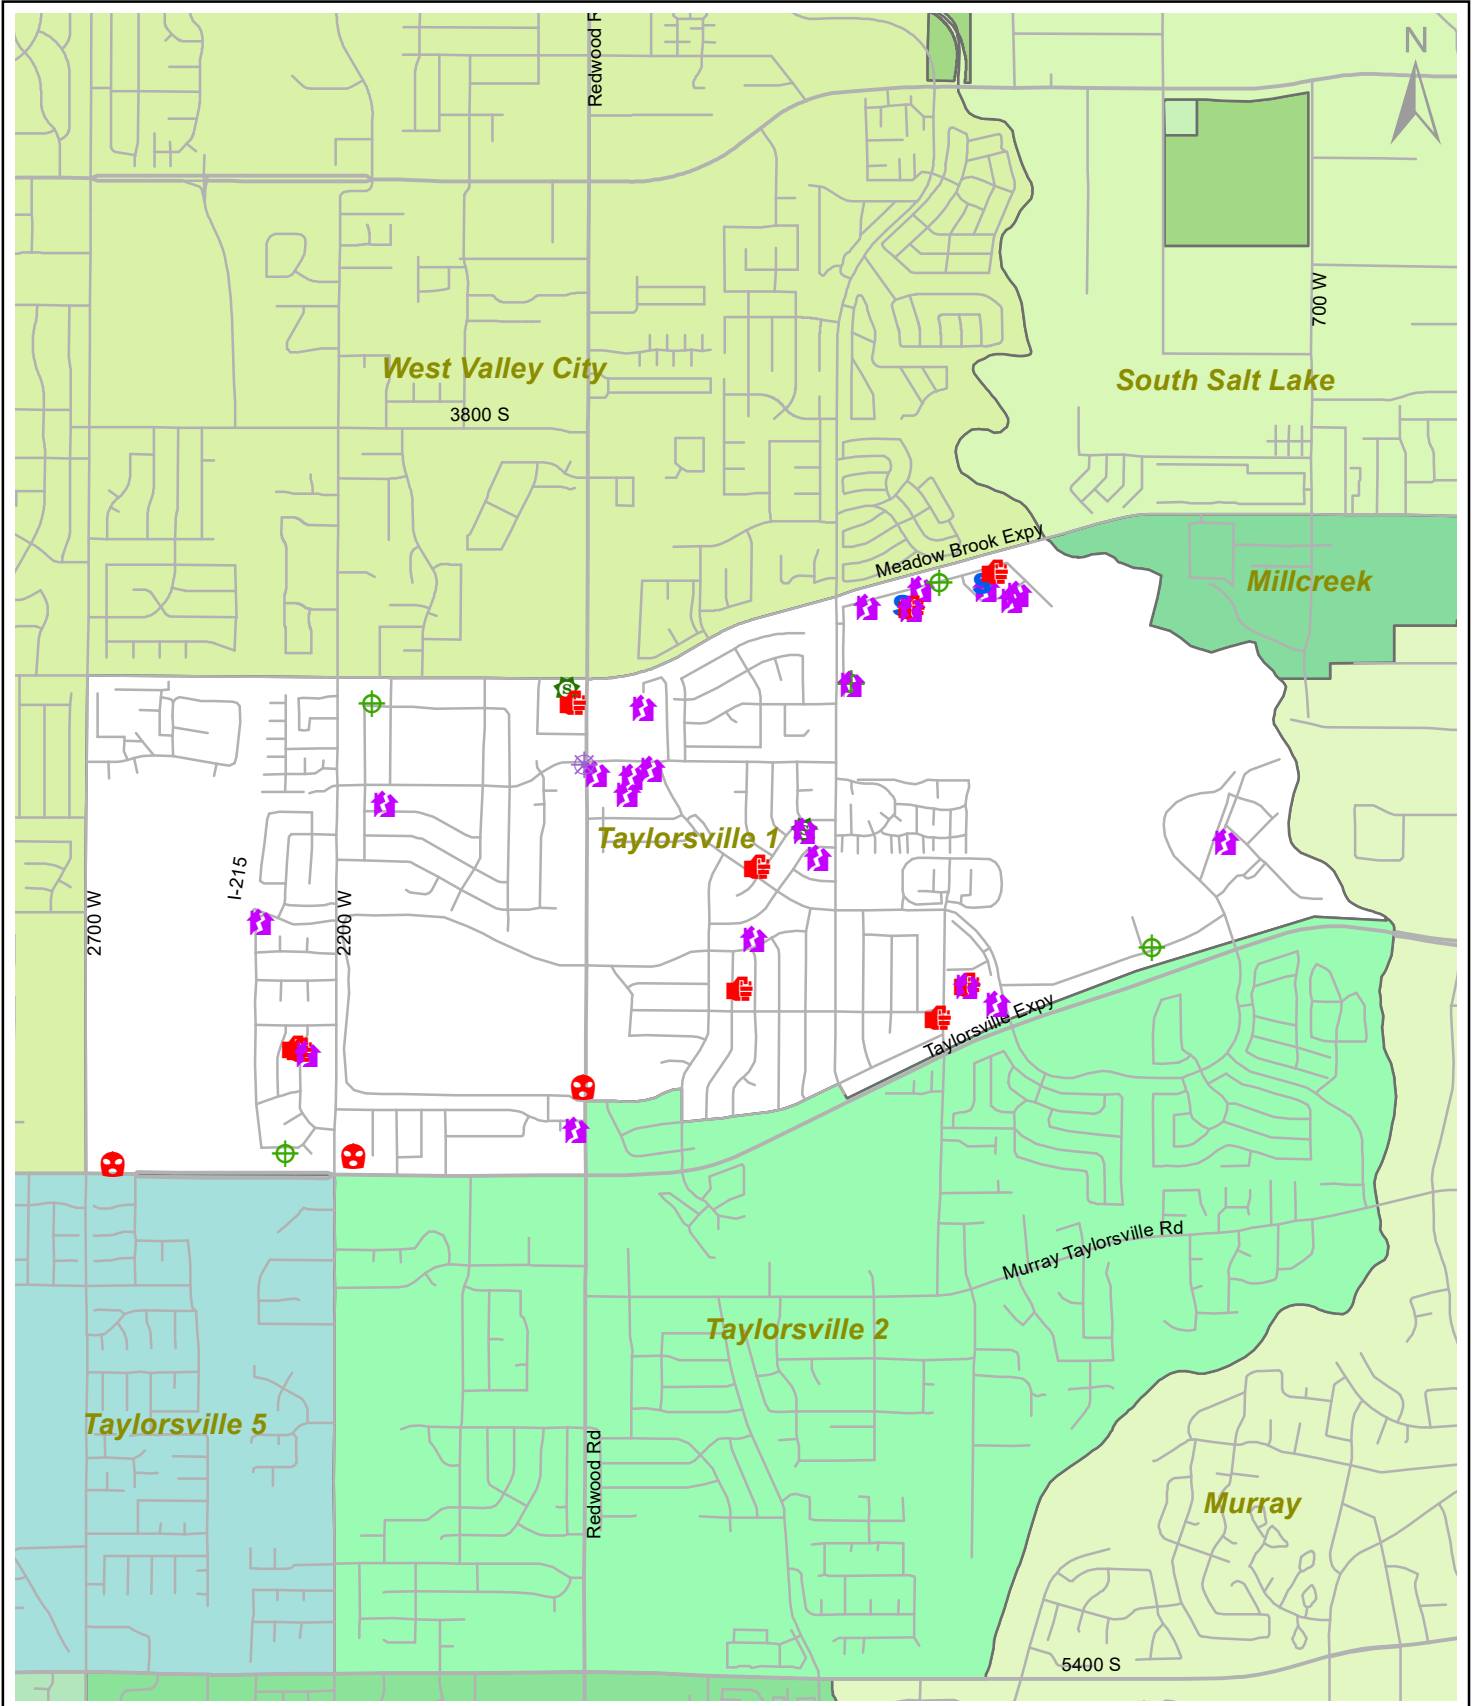 Redwood R
N
700 W
West Valley City
South Salt Lake
3800 S
Meadow Brook Expy
Millcreek
S
S
S
Taylorsville 1
I-215
2700 W
2200 W
Taylorsville Expy
Murray Taylorsville Rd
Taylorsville 2
Taylorsville 5
Redwood Rd
Murray
5400 S